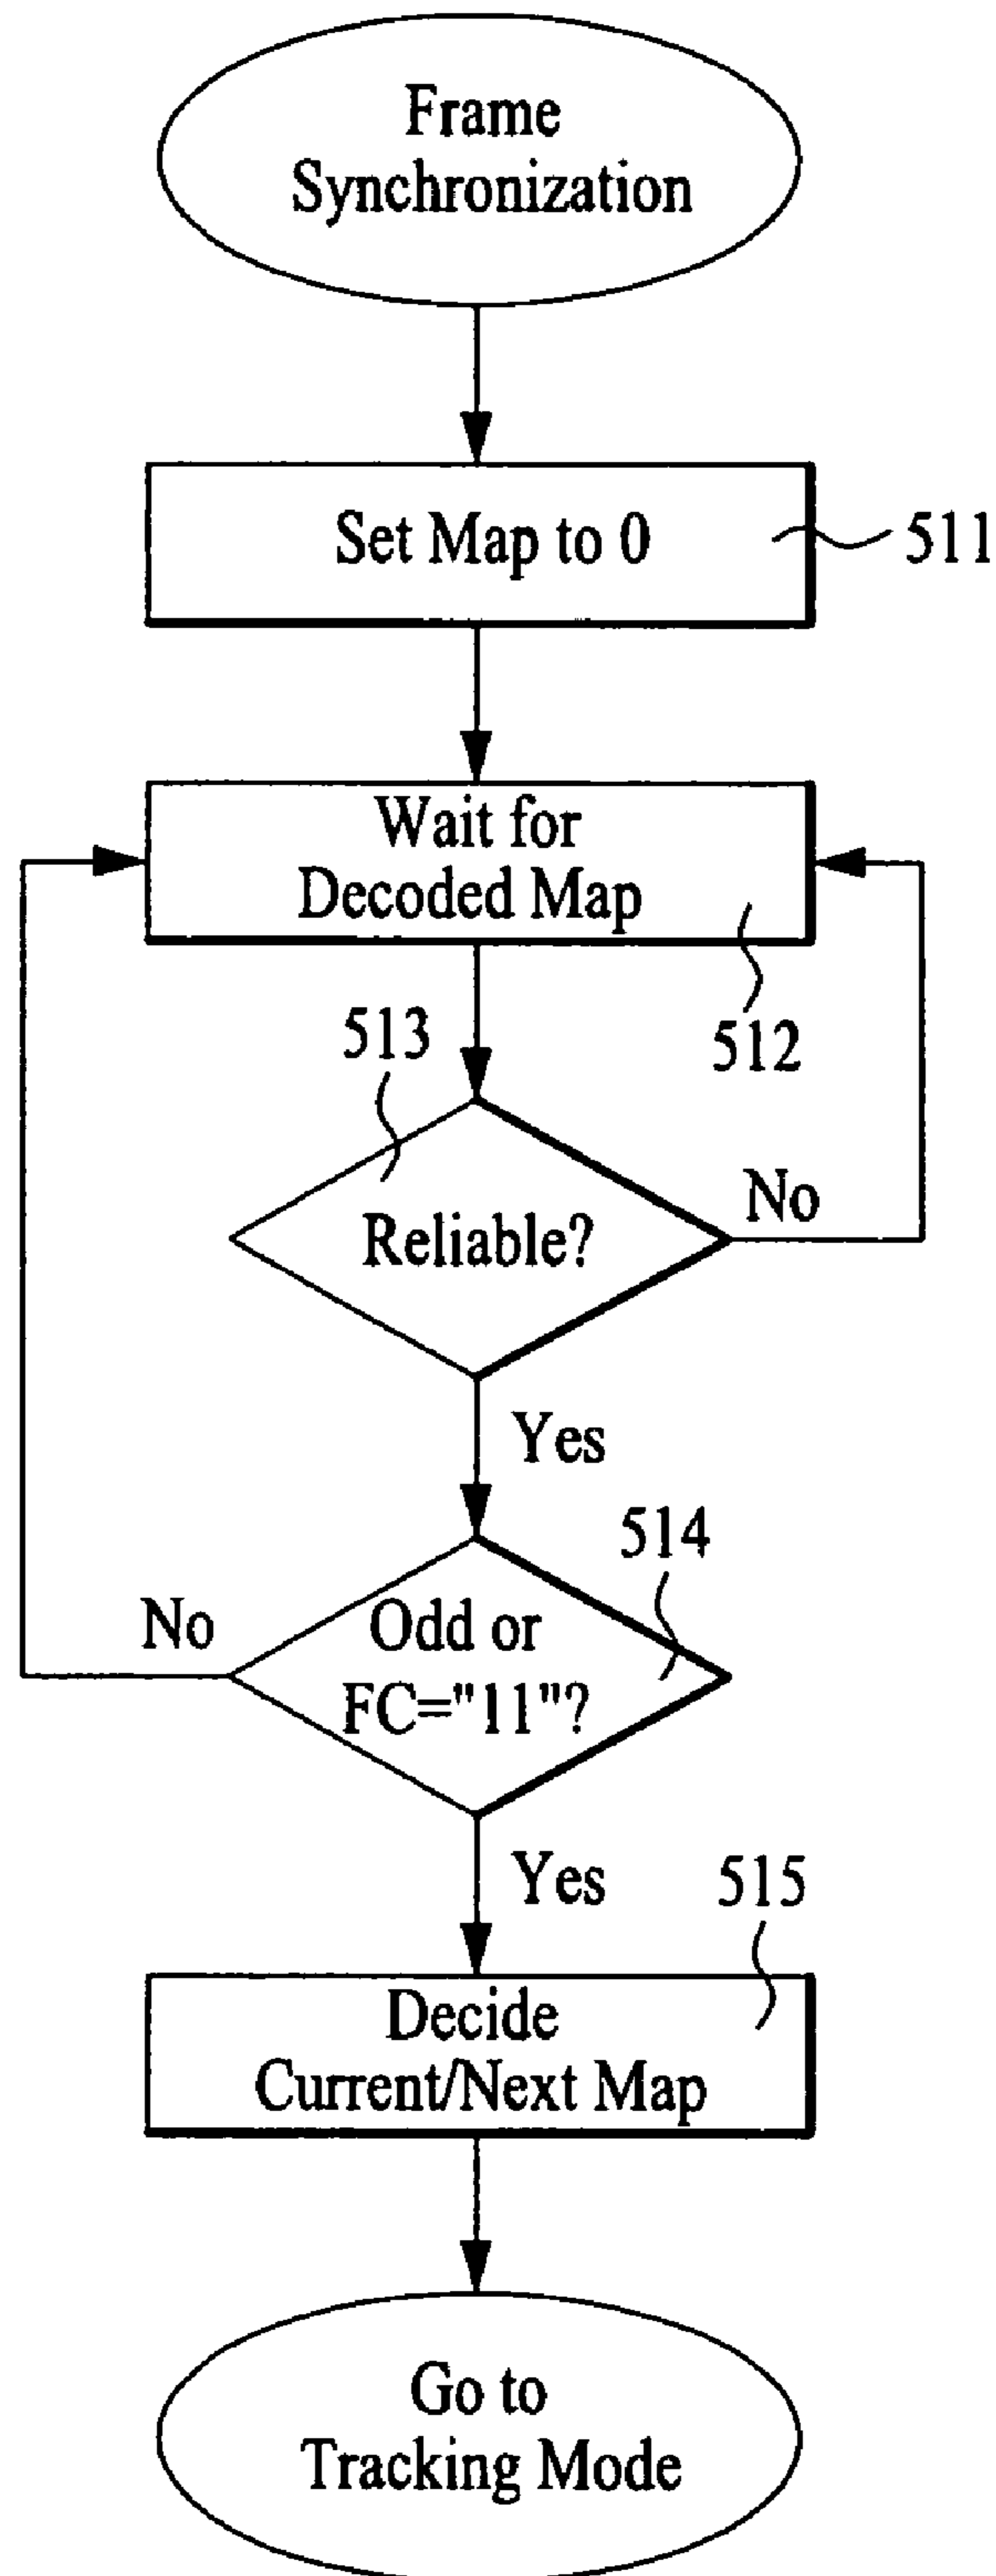 Frame
Synchronization
Set Map to 0
511
Wait for
Decoded Map
512
513
Reliable?
No
Yes
514
No
Odd or
FC="11"?
Yes
515
Decide
Current/Next Map
Go to
Tracking Mode